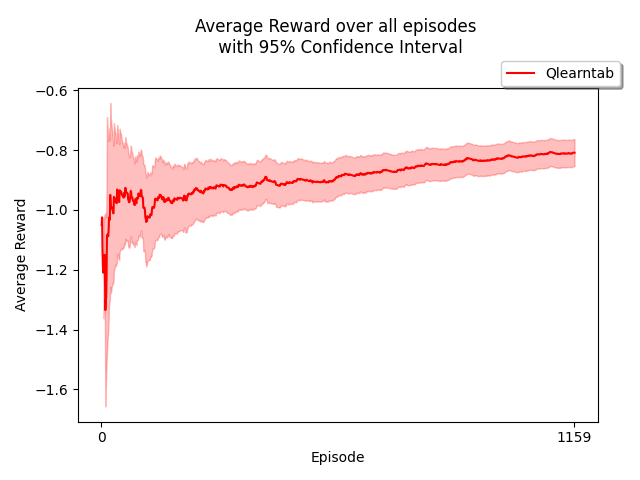 Average Reward over all episodes
with 95% Confidence Interval
Qlearntab
−0.6
−0.8
−1.0
−1.2
−1.4
−1.6
Average Reward
0
1159
Episode